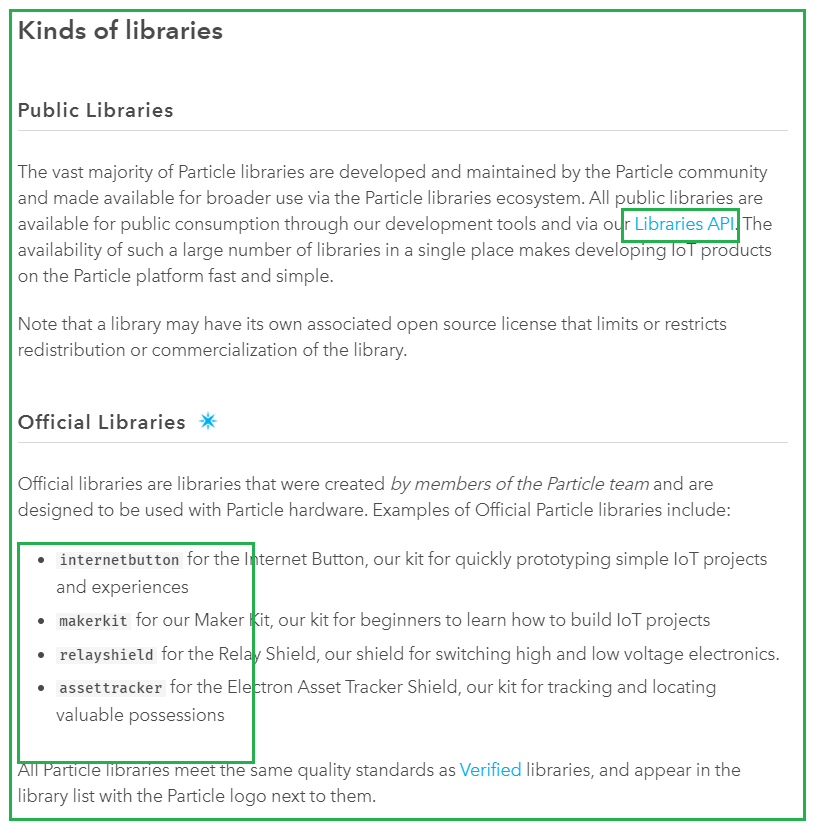 Kinds of libraries
Public Libraries
The vast majority of Particle libraries are developed and maintained by the Particle community
and made available for broader use via the Particle libraries ecosystem. All public libraries are
available for public consumption through our development tools and via our Libraries API. The
availability of such a large number of libraries in a single place makes developing IoT products
on the Particle platform fast and simple.
Note that a library may have its own associated open source license that limits or restricts
redistribution or commercialization of the library.
Official Libraries
Official libraries are libraries that were created by members of the Particle team and are
designed to be used with Particle hardware. Examples of Official Particle libraries include:
• internetbutton for the Internet Button, our kit for quickly prototyping simple IoT projects
and experiences
• makerkit for our Maker Kit, our kit for beginners to learn how to build IoT projects
• relayshield for the Relay Shield, our shield for switching high and low voltage electronics.
• assettracker for the Electron Asset Tracker Shield, our kit for tracking and locating
valuable possessions
All Particle libraries meet the same quality standards as Verified libraries, and appear in the
library list with the Particle logo next to them.